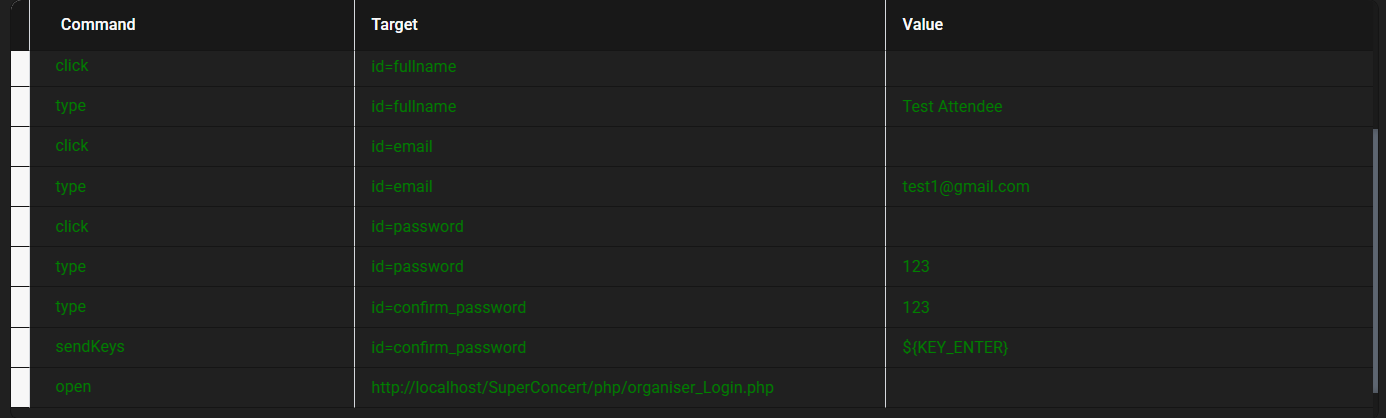 Command Target Value
click id=fullname
type id=fullname Test Attendee
click id=email
type id=email test1@gmail.com
click id=password
type id=password 123
type id=confirm_password 123
sendKeys id=confirm_password ${KEY_ENTER}
open http://localhost/SuperConcert/php/organiser_Login.php